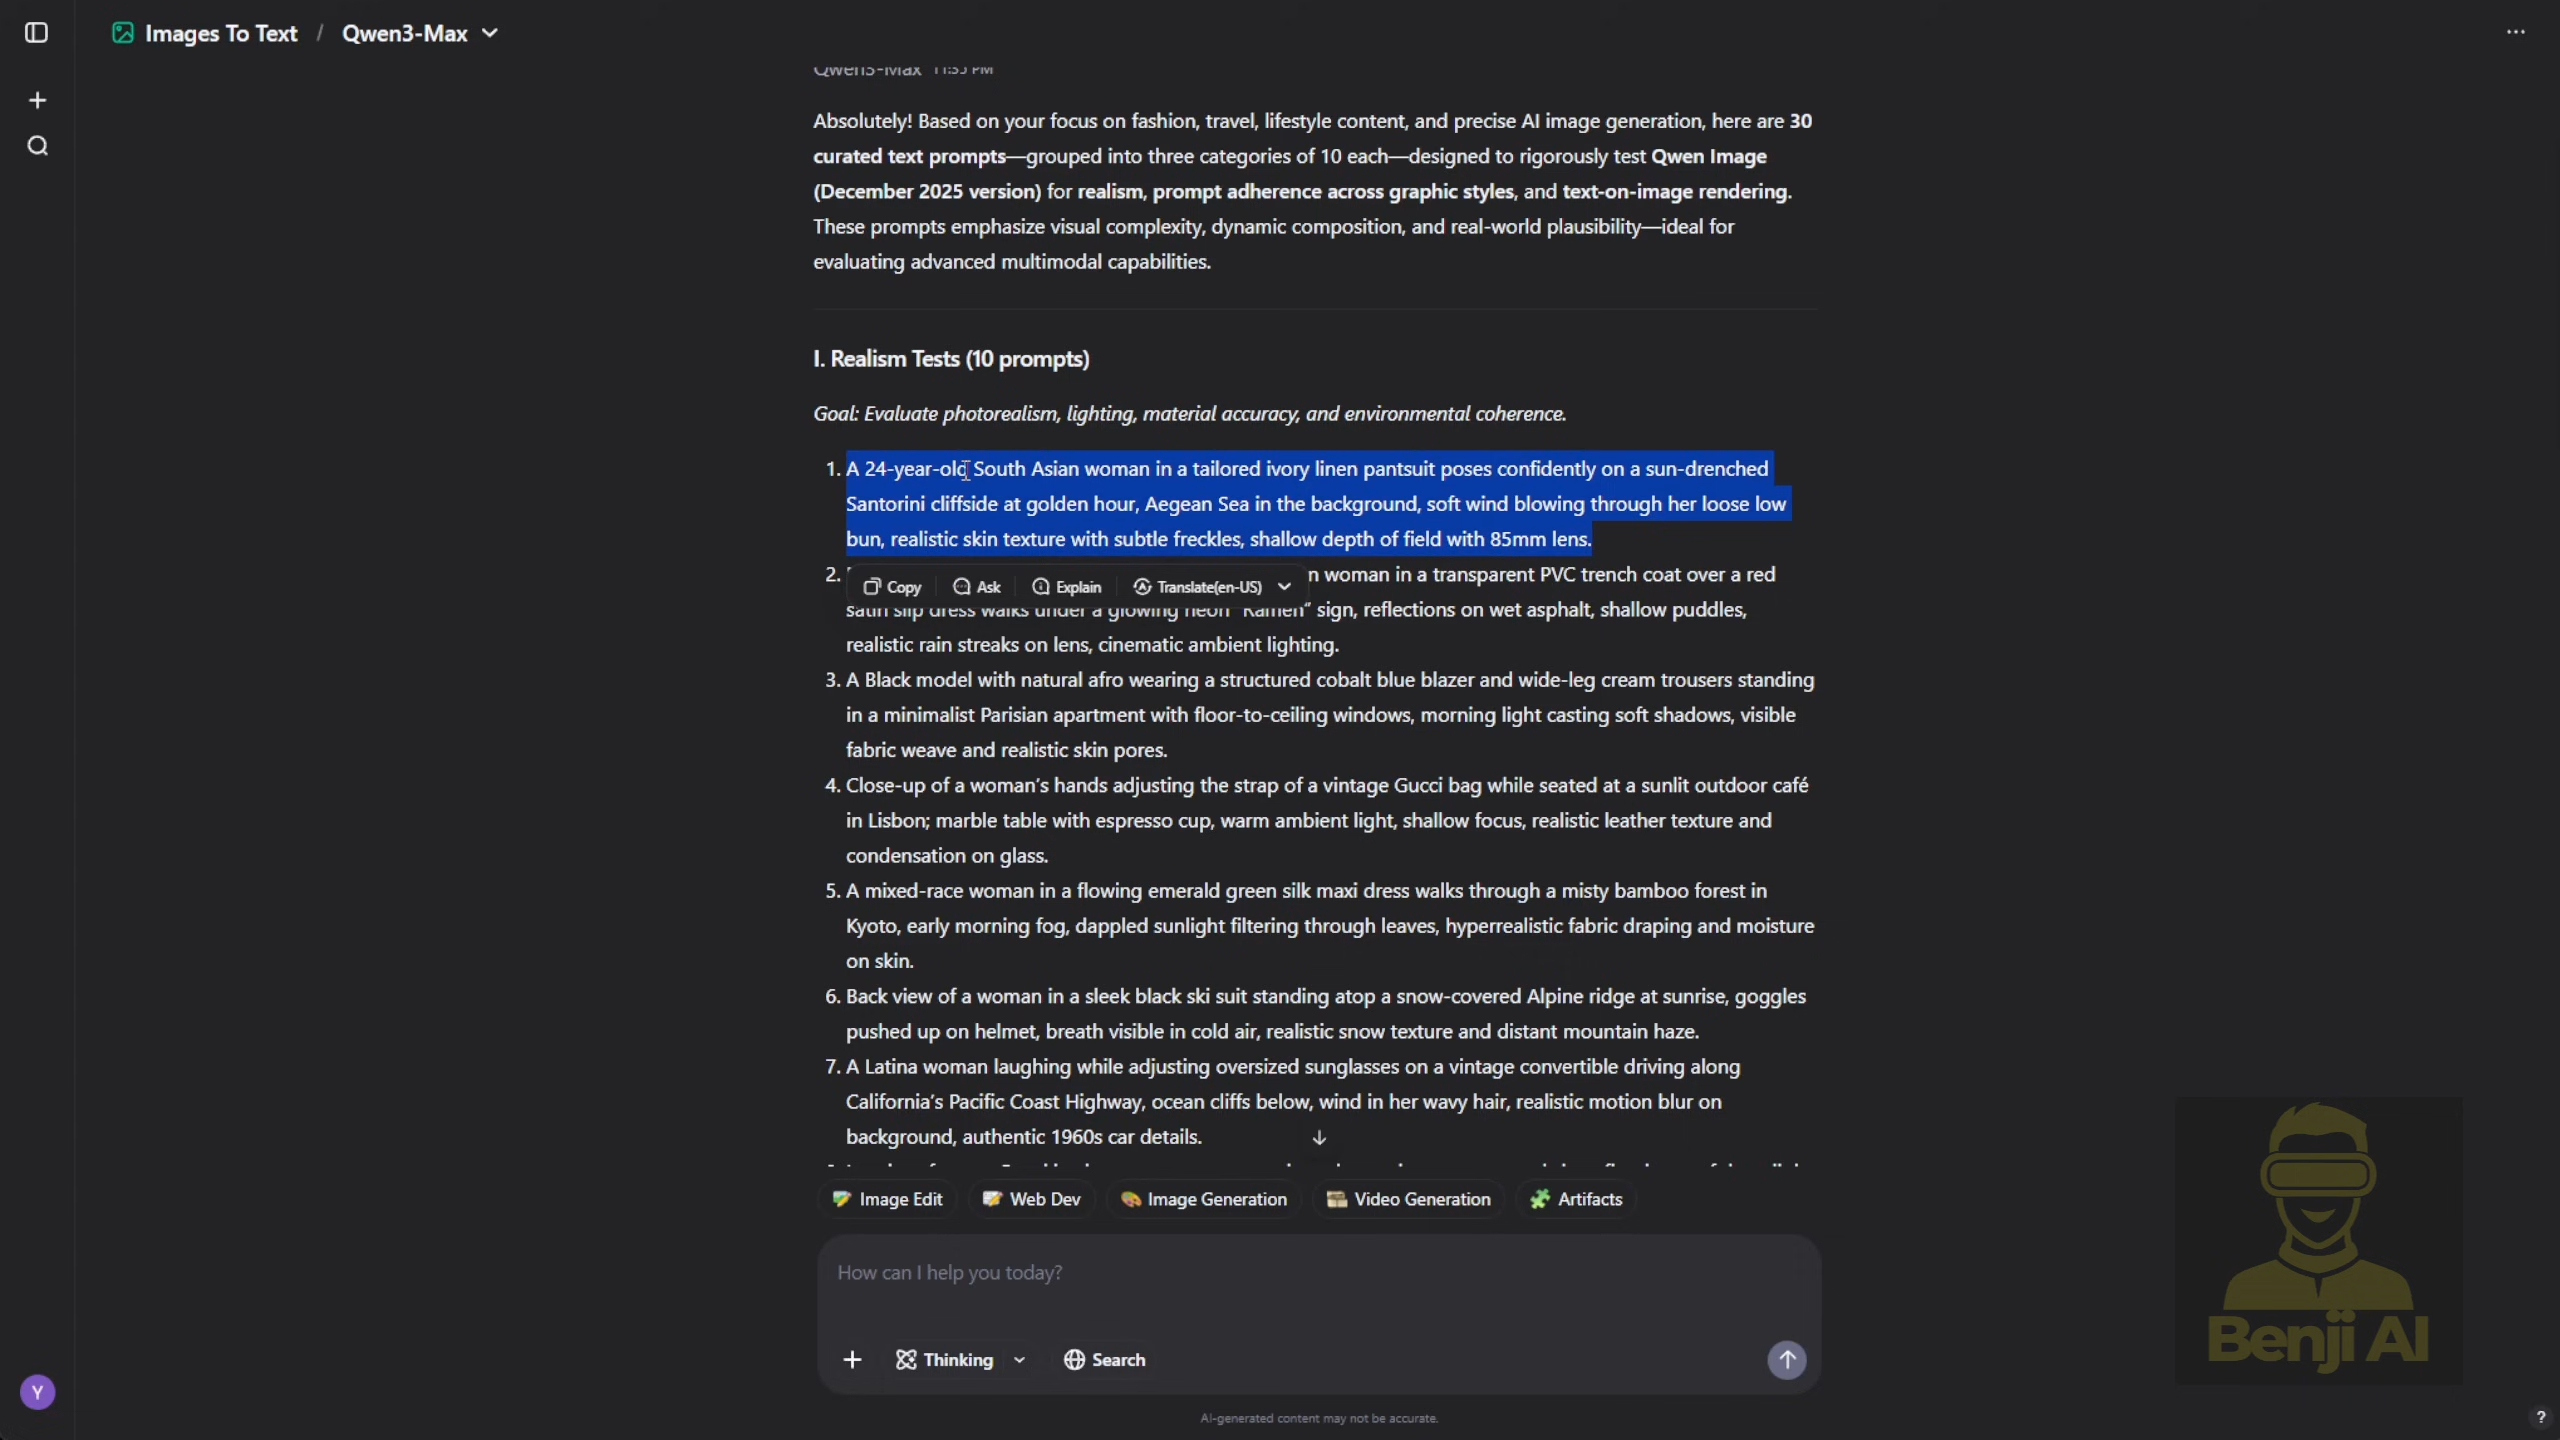 Images To Text / Qwen3-Max
Qwen3-Max 11:35 PM
Absolutely! Based on your focus on fashion, travel, lifestyle content, and precise AI image generation, here are 30
curated text prompts—grouped into three categories of 10 each—designed to rigorously test Qwen Image
(December 2025 version) for realism, prompt adherence across graphic styles, and text-on-image rendering.
These prompts emphasize visual complexity, dynamic composition, and real-world plausibility—ideal for
evaluating advanced multimodal capabilities.
I. Realism Tests (10 prompts)
Goal: Evaluate photorealism, lighting, material accuracy, and environmental coherence.
1. A 24-year-old South Asian woman in a tailored ivory linen pantsuit poses confidently on a sun-drenched
Santorini cliffside at golden hour, Aegean Sea in the background, soft wind blowing through her loose low
bun, realistic skin texture with subtle freckles, shallow depth of field with 85mm lens.
2. woman in a transparent PVC trench coat over a red
Copy Ask Explain Translate(en-US)
satin slip dress walks under a glowing neon "Ramen" sign, reflections on wet asphalt, shallow puddles,
realistic rain streaks on lens, cinematic ambient lighting.
3. A Black model with natural afro wearing a structured cobalt blue blazer and wide-leg cream trousers standing
in a minimalist Parisian apartment with floor-to-ceiling windows, morning light casting soft shadows, visible
fabric weave and realistic skin pores.
4. Close-up of a woman's hands adjusting the strap of a vintage Gucci bag while seated at a sunlit outdoor café
in Lisbon; marble table with espresso cup, warm ambient light, shallow focus, realistic leather texture and
condensation on glass.
5. A mixed-race woman in a flowing emerald green silk maxi dress walks through a misty bamboo forest in
Kyoto, early morning fog, dappled sunlight filtering through leaves, hyperrealistic fabric draping and moisture
on skin.
6. Back view of a woman in a sleek black ski suit standing atop a snow-covered Alpine ridge at sunrise, goggles
pushed up on helmet, breath visible in cold air, realistic snow texture and distant mountain haze.
7. A Latina woman laughing while adjusting oversized sunglasses on a vintage convertible driving along
California's Pacific Coast Highway, ocean cliffs below, wind in her wavy hair, realistic motion blur on
background, authentic 1960s car details.
Image Edit Web Dev Image Generation Video Generation Artifacts
How can I help you today?
Thinking Search
AI-generated content may not be accurate.
Y
?
Benji AI